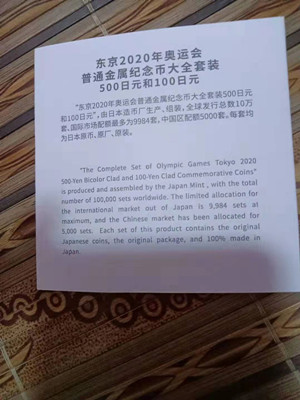 东京2020年奥运会
普通金属纪念币大全套装
500日元和100日元
“东京2020年奥运会普通金属纪念币大全套装500日元
和100日元”，由日本造币厂生产、组装，全球发行总数10万
套、国际市场配额最多为9984套，中国区配额5000套。每套均
为日本原币、原厂、原装。
"The Complete Set of Olympic Games Tokyo 2020
500-Yen Bicolor Clad and 100-Yen Clad Commemorative Coins"
is produced and assembled by the Japan Mint , with the total
number of 100,000 sets worldwide. The limited allocation for
the international market out of Japan is 9,984 sets at
maximum, and the Chinese market has been allocated for
5,000 sets. Each set of this product contains the original
Japanese coins, the original package, and 100% made in
Japan.